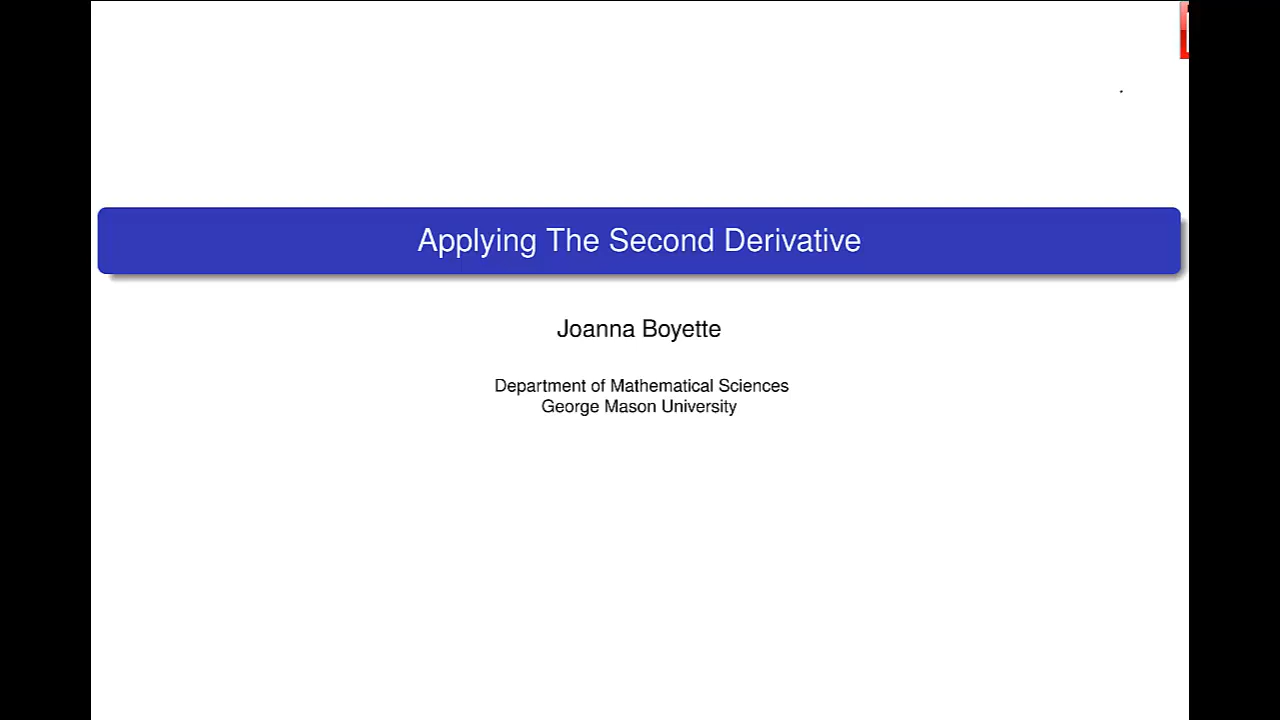 Applying The Second Derivative
Joanna Boyette
Department of Mathematical Sciences
George Mason University